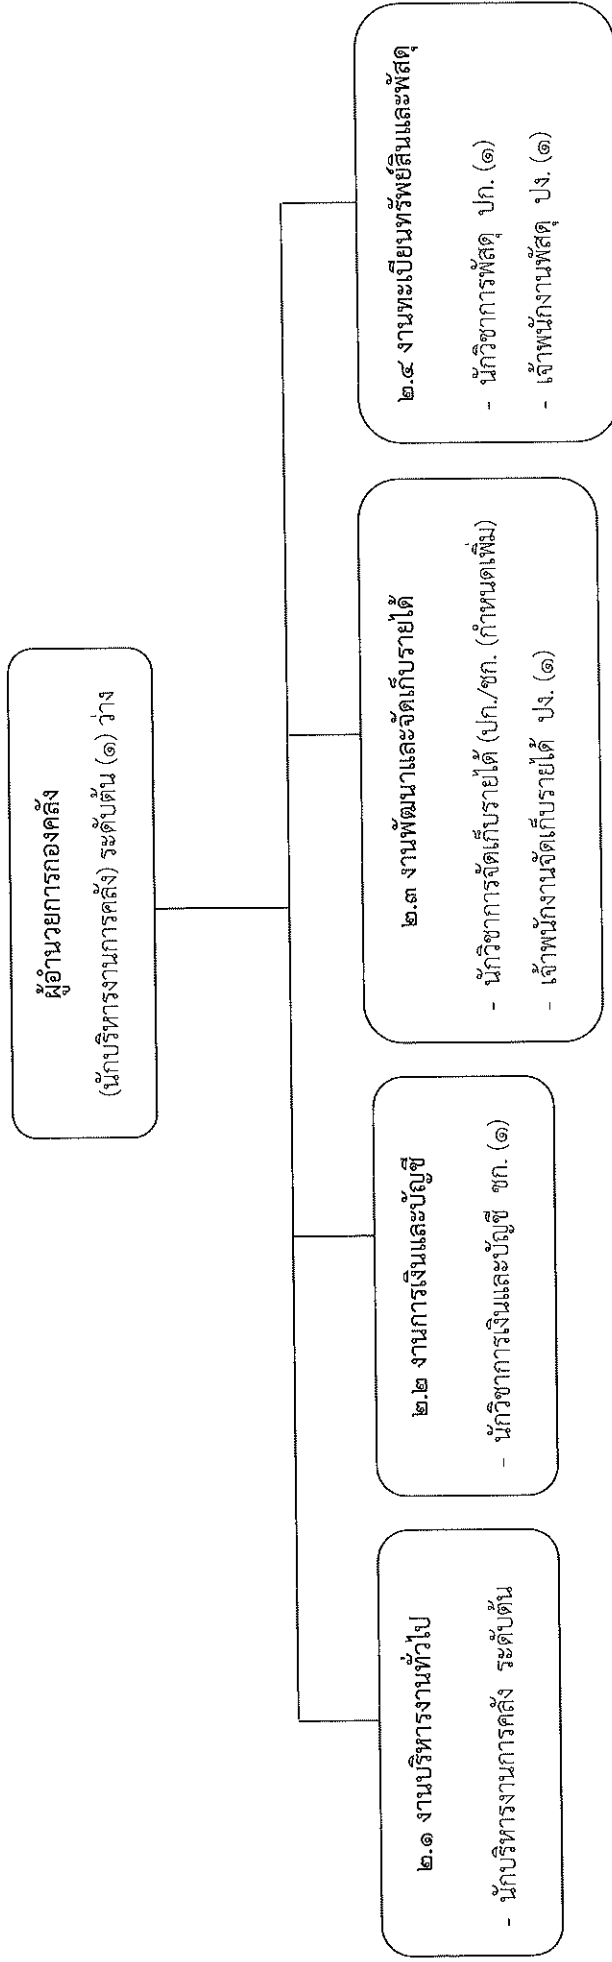 ผู้อำนวยการกองคลัง
(นักบริหารงานการคลัง) ระดับต้น (๑) ว่าง
๒.๑ งานบริหารงานทั่วไป
- นักบริหารงานการคลัง ระดับต้น
๒.๒ งานการเงินและบัญชี
- นักวิชาการเงินและบัญชี ชก. (๑)
๒.๓ งานพัฒนาและจัดเก็บรายได้
- นักวิชาการจัดเก็บรายได้ (ปก./ชก. (กำหนดเพิ่ม)
- เจ้าพนักงานจัดเก็บรายได้ ปง. (๑)
๒.๔ งานทะเบียนทรัพย์สินและพัสดุ
- นักวิชาการพัสดุ ปก. (๑)
- เจ้าพนักงานพัสดุ ปง. (๑)